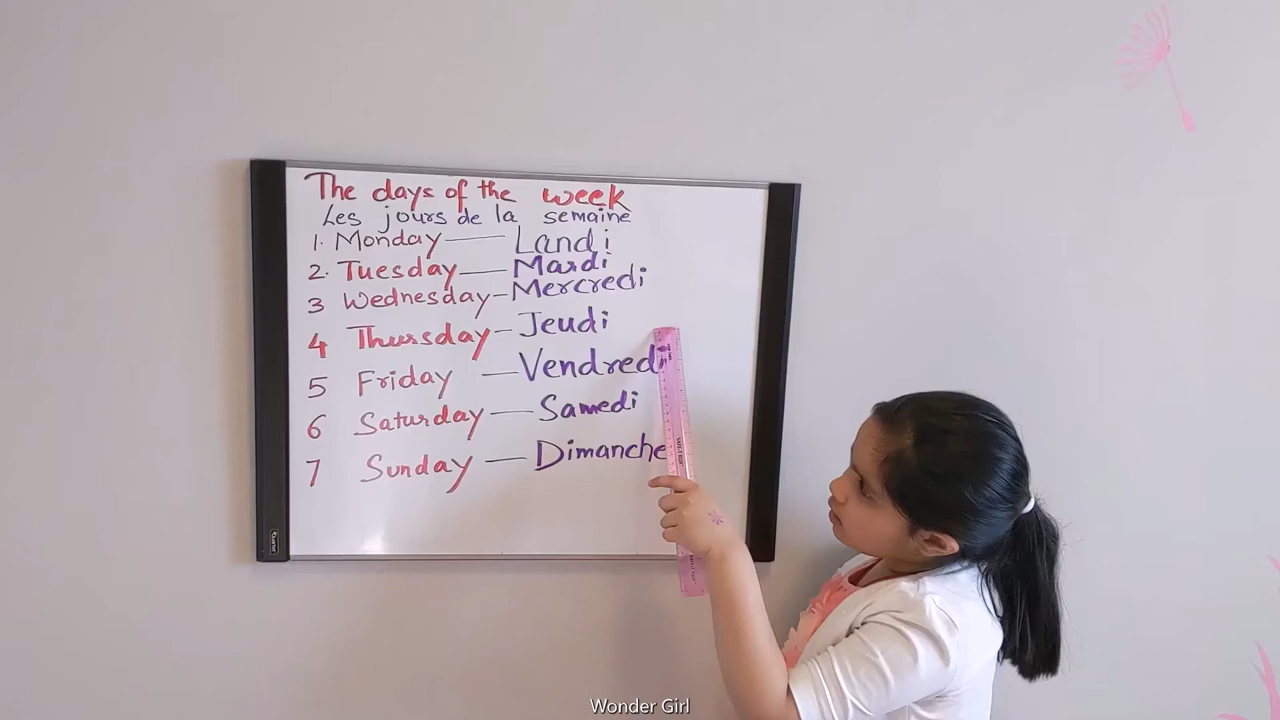 The days of the week
Les jours de la semaine
1. Monday — Landi
2. Tuesday — Mardi
3 Wednesday - Mercredi
4 Thursday - Jeudi
5 Friday — Vendredi
6 Saturday — Samedi
7 Sunday — Dimanche
Wonder Girl